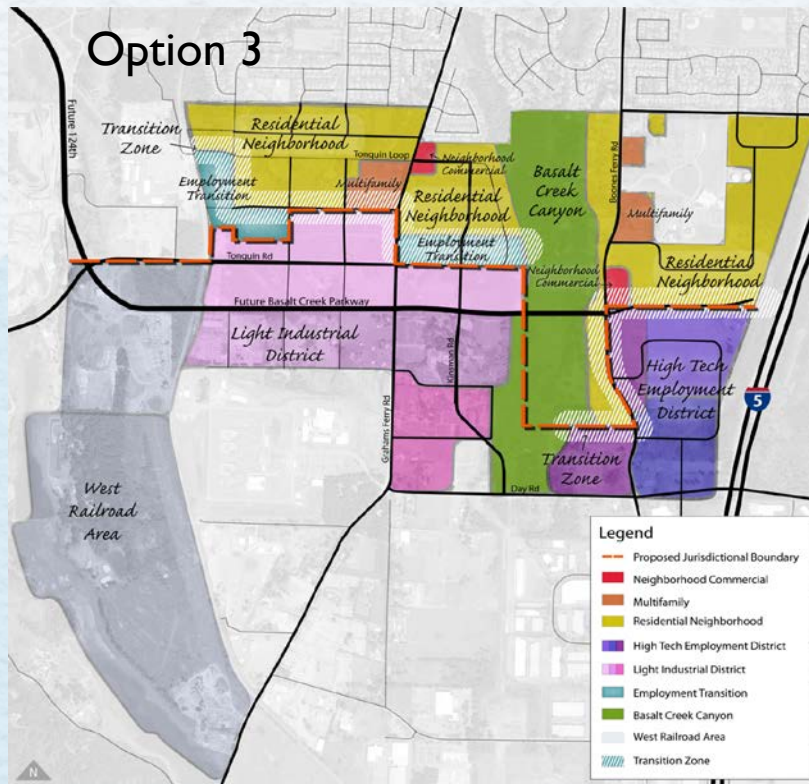 Option 3
Future 124th
Transition
Zone
Residential
Neighborhood
Tonquin Loop
Employment
Transition
Multifamily
Neighborhood
Commercial
Residential
Neighborhood
Employment
Transition
Basalt
Creek
Canyon
Boones Ferry Rd
Multifamily
Residential
Neighborhood
Neighborhood
Commercial
Tonquin Rd
Future Basalt Creek Parkway
Light Industrial
District
Kinsman Rd
Grahams Ferry Rd
High Tech
Employment
District
5
Transition
Zone
Day Rd
West
Railroad
Area
N
Legend
Proposed Jurisdictional Boundary
Neighborhood Commercial
Multifamily
Residential Neighborhood
High Tech Employment District
Light Industrial District
Employment Transition
Basalt Creek Canyon
West Railroad Area
Transition Zone